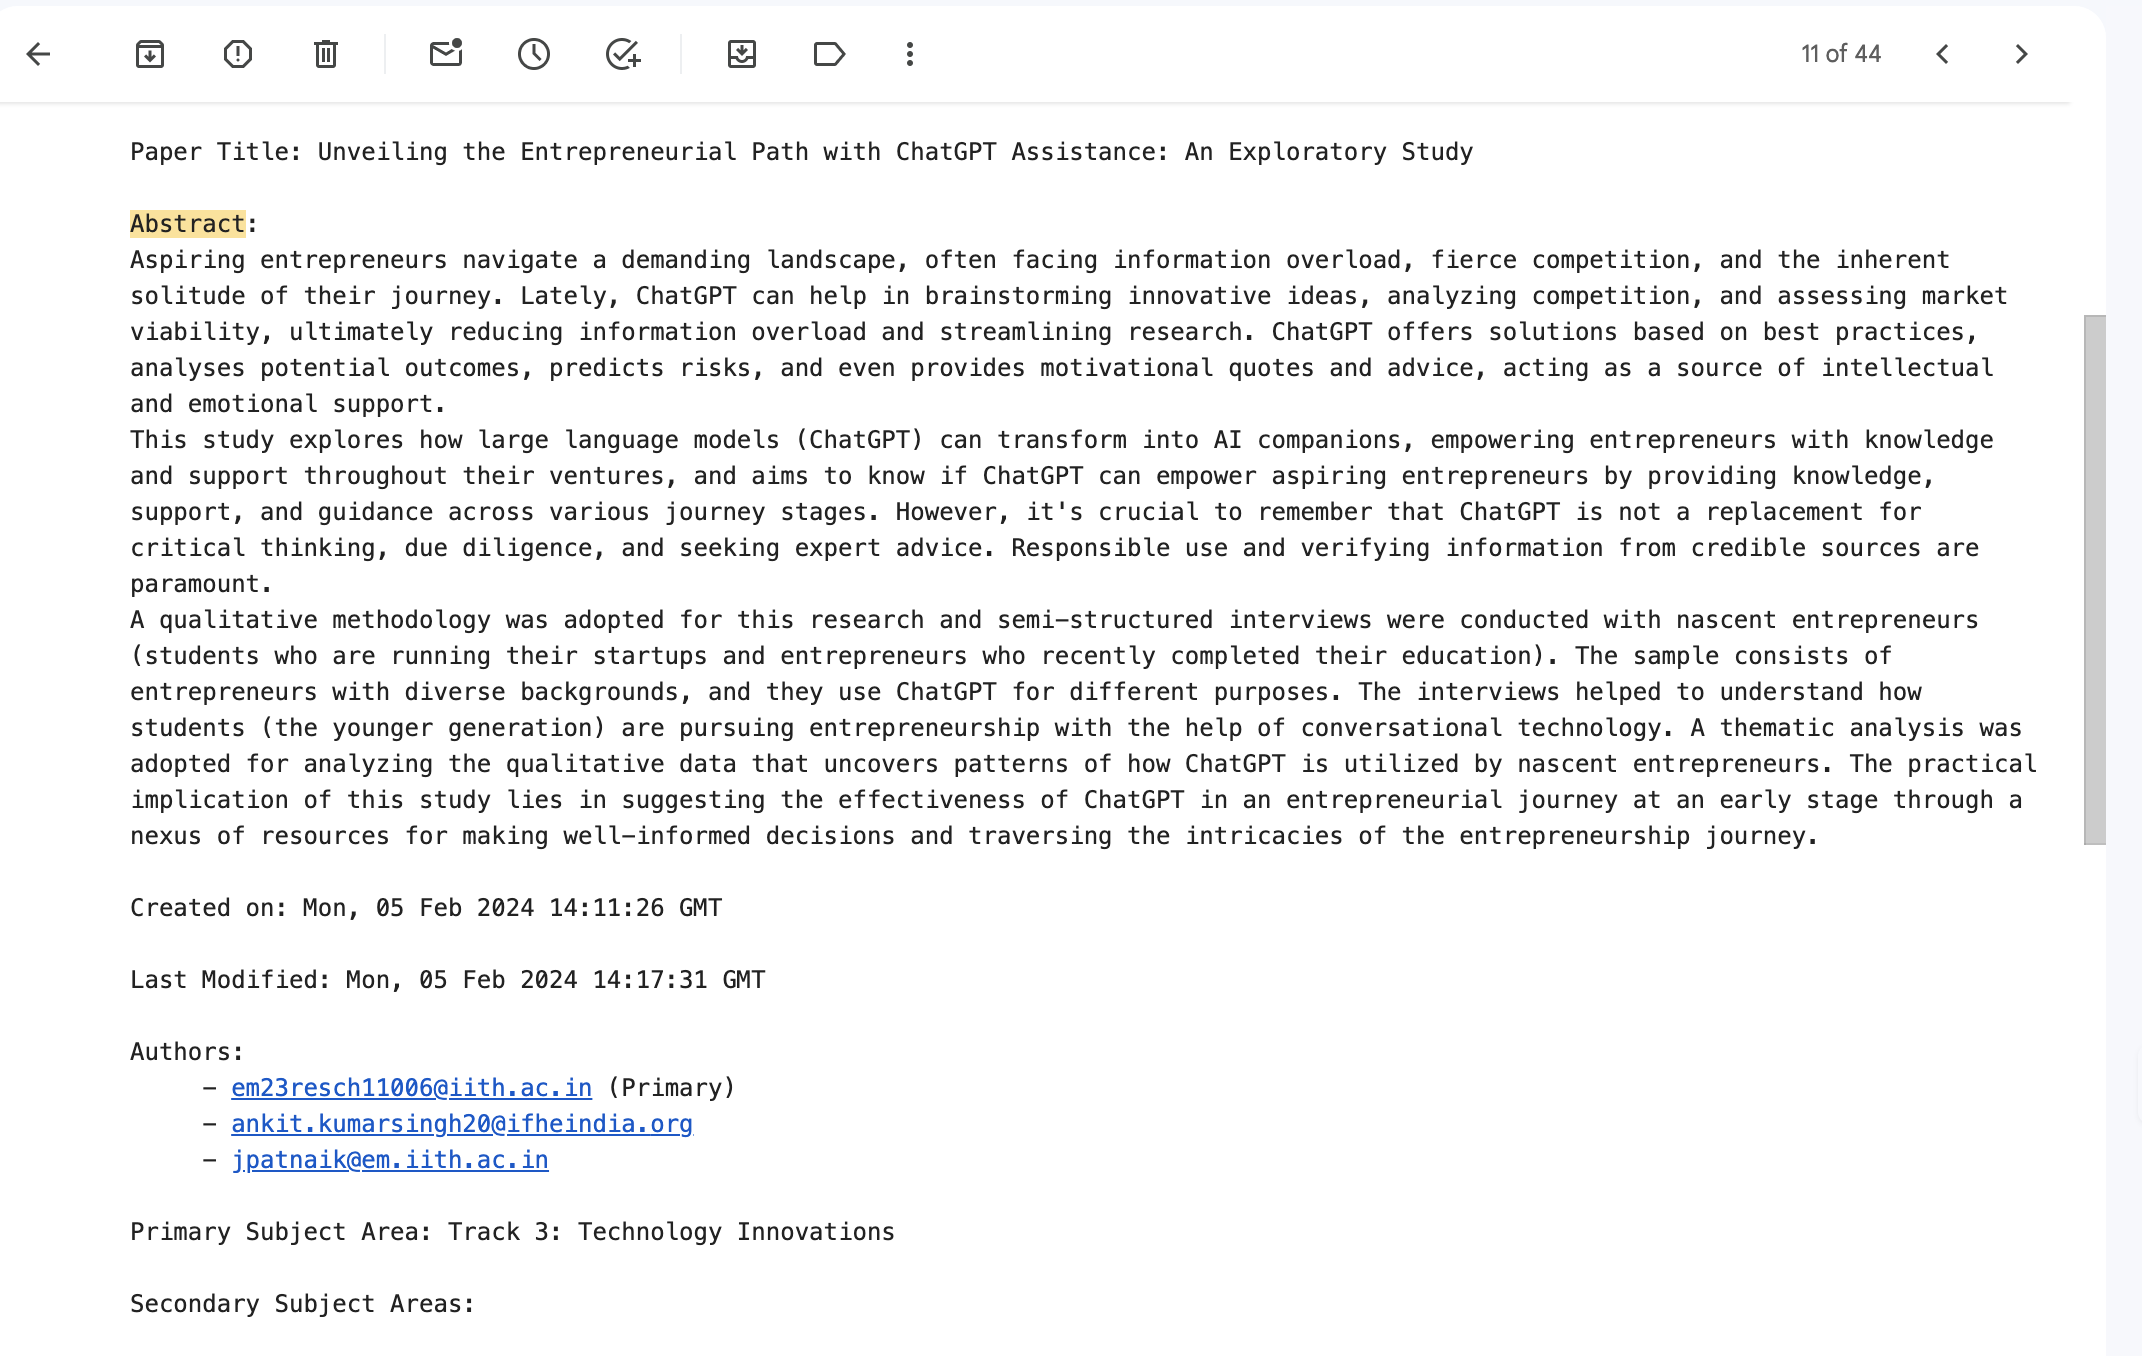 11 of 44
Paper Title: Unveiling the Entrepreneurial Path with ChatGPT Assistance: An Exploratory Study
Abstract:
Aspiring entrepreneurs navigate a demanding landscape, often facing information overload, fierce competition, and the inherent
solitude of their journey. Lately, ChatGPT can help in brainstorming innovative ideas, analyzing competition, and assessing market
viability, ultimately reducing information overload and streamlining research. ChatGPT offers solutions based on best practices,
analyses potential outcomes, predicts risks, and even provides motivational quotes and advice, acting as a source of intellectual
and emotional support.
This study explores how large language models (ChatGPT) can transform into AI companions, empowering entrepreneurs with knowledge
and support throughout their ventures, and aims to know if ChatGPT can empower aspiring entrepreneurs by providing knowledge,
support, and guidance across various journey stages. However, it's crucial to remember that ChatGPT is not a replacement for
critical thinking, due diligence, and seeking expert advice. Responsible use and verifying information from credible sources are
paramount.
A qualitative methodology was adopted for this research and semi-structured interviews were conducted with nascent entrepreneurs
(students who are running their startups and entrepreneurs who recently completed their education). The sample consists of
entrepreneurs with diverse backgrounds, and they use ChatGPT for different purposes. The interviews helped to understand how
students (the younger generation) are pursuing entrepreneurship with the help of conversational technology. A thematic analysis was
adopted for analyzing the qualitative data that uncovers patterns of how ChatGPT is utilized by nascent entrepreneurs. The practical
implication of this study lies in suggesting the effectiveness of ChatGPT in an entrepreneurial journey at an early stage through a
nexus of resources for making well-informed decisions and traversing the intricacies of the entrepreneurship journey.
Created on: Mon, 05 Feb 2024 14:11:26 GMT
Last Modified: Mon, 05 Feb 2024 14:17:31 GMT
Authors:
- em23resch11006@iith.ac.in (Primary)
- ankit.kumarsingh20@ifheindia.org
- jpatnaik@em.iith.ac.in
Primary Subject Area: Track 3: Technology Innovations
Secondary Subject Areas: